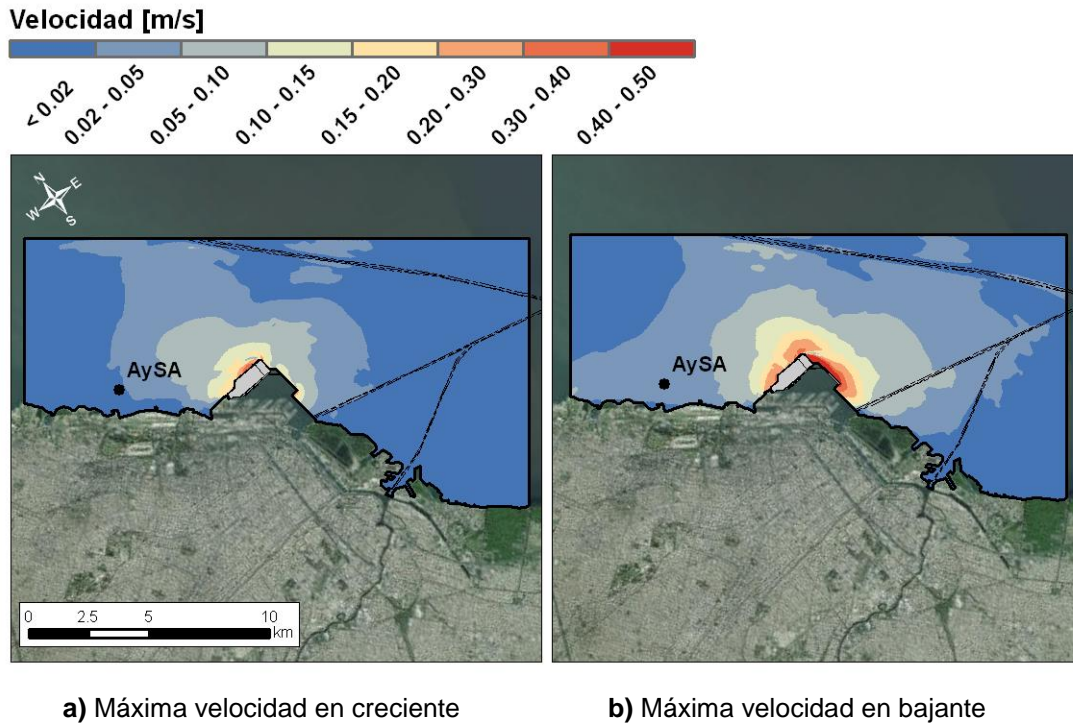 Velocidad [m/s]
< 0.02
0.02 - 0.05
0.05 - 0.10
0.10 - 0.15
0.15 - 0.20
0.20 - 0.30
0.30 - 0.40
0.40 - 0.50
N
E
W
S
AySA
AySA
0 2.5 5 10
km
a) Máxima velocidad en creciente
b) Máxima velocidad en bajante